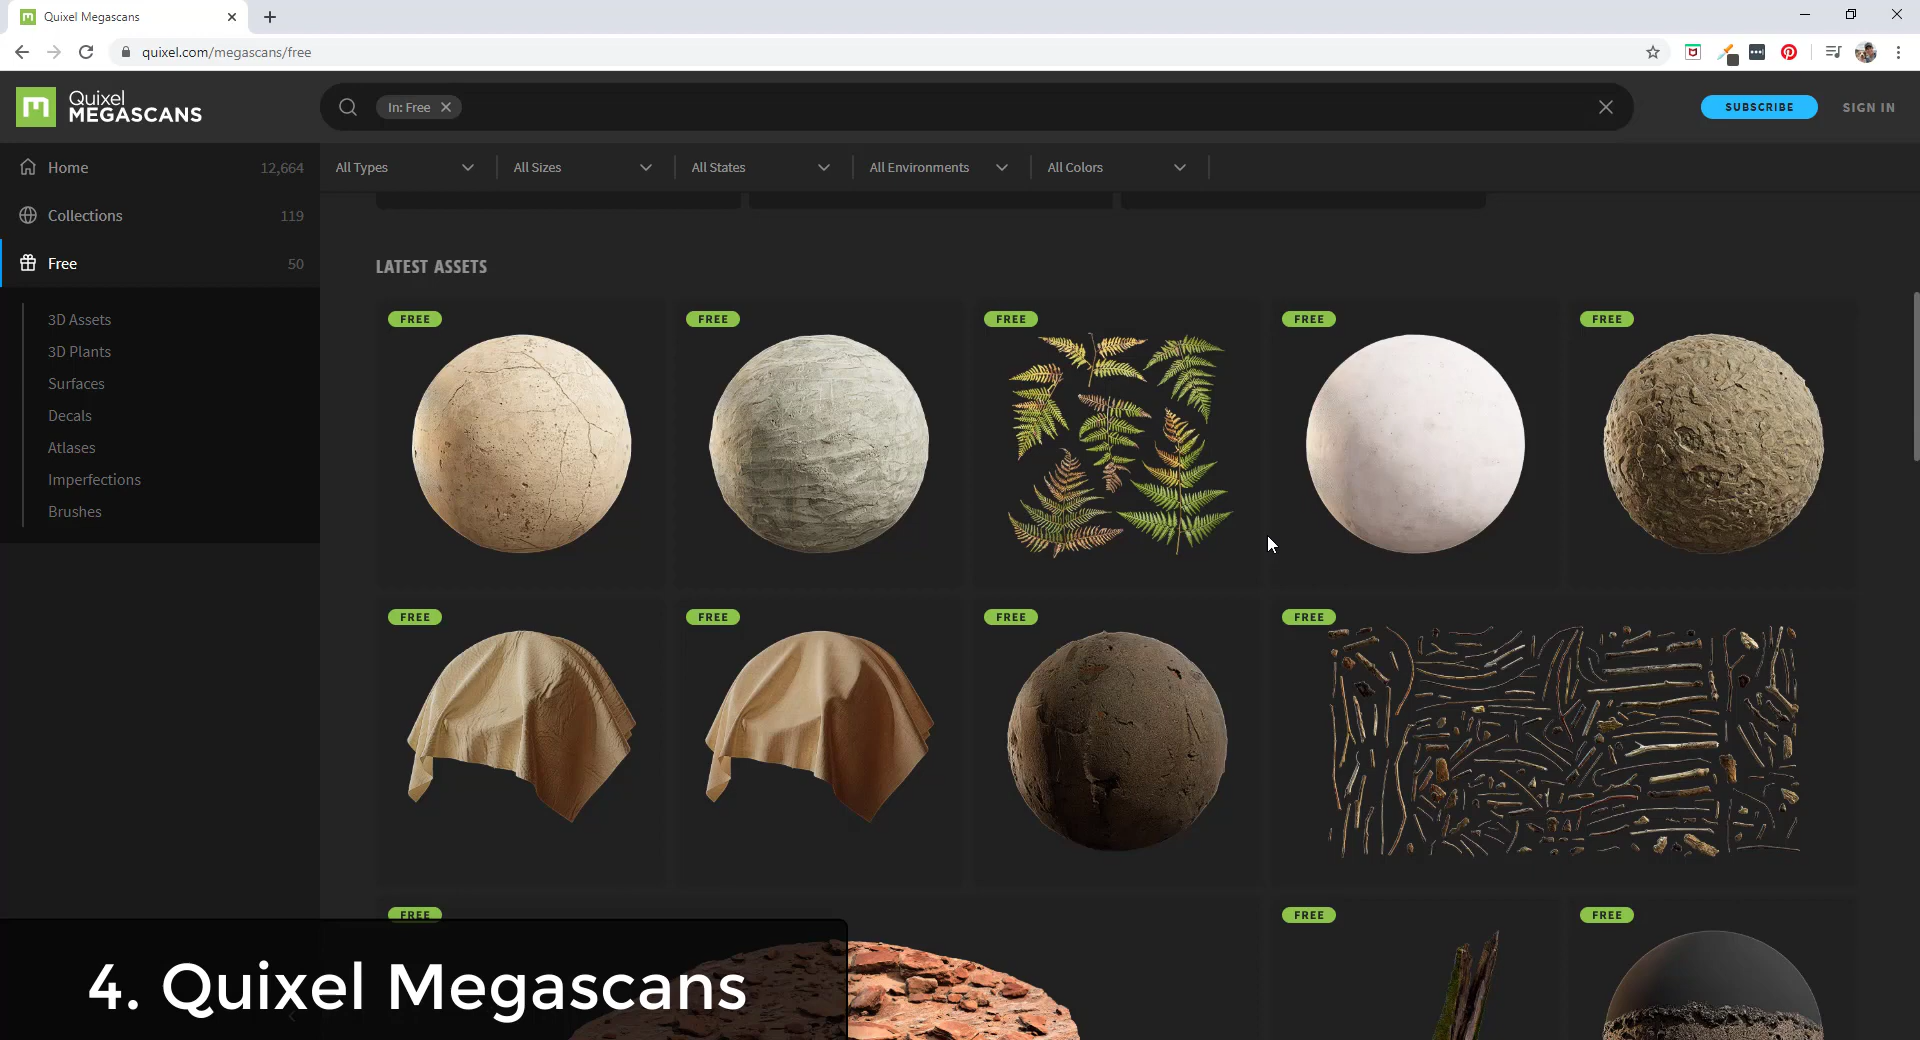 Quixel Megascans
quixel.com/megascans/free
Quixel
MEGASCANS
In: Free
SUBSCRIBE
SIGN IN
Home 12,664
Collections 119
Free 50
3D Assets
3D Plants
Surfaces
Decals
Atlases
Imperfections
Brushes
All Types
All Sizes
All States
All Environments
All Colors
LATEST ASSETS
FREE
FREE
FREE
FREE
FREE
FREE
FREE
FREE
FREE
FREE
FREE
FREE
4. Quixel Megascans